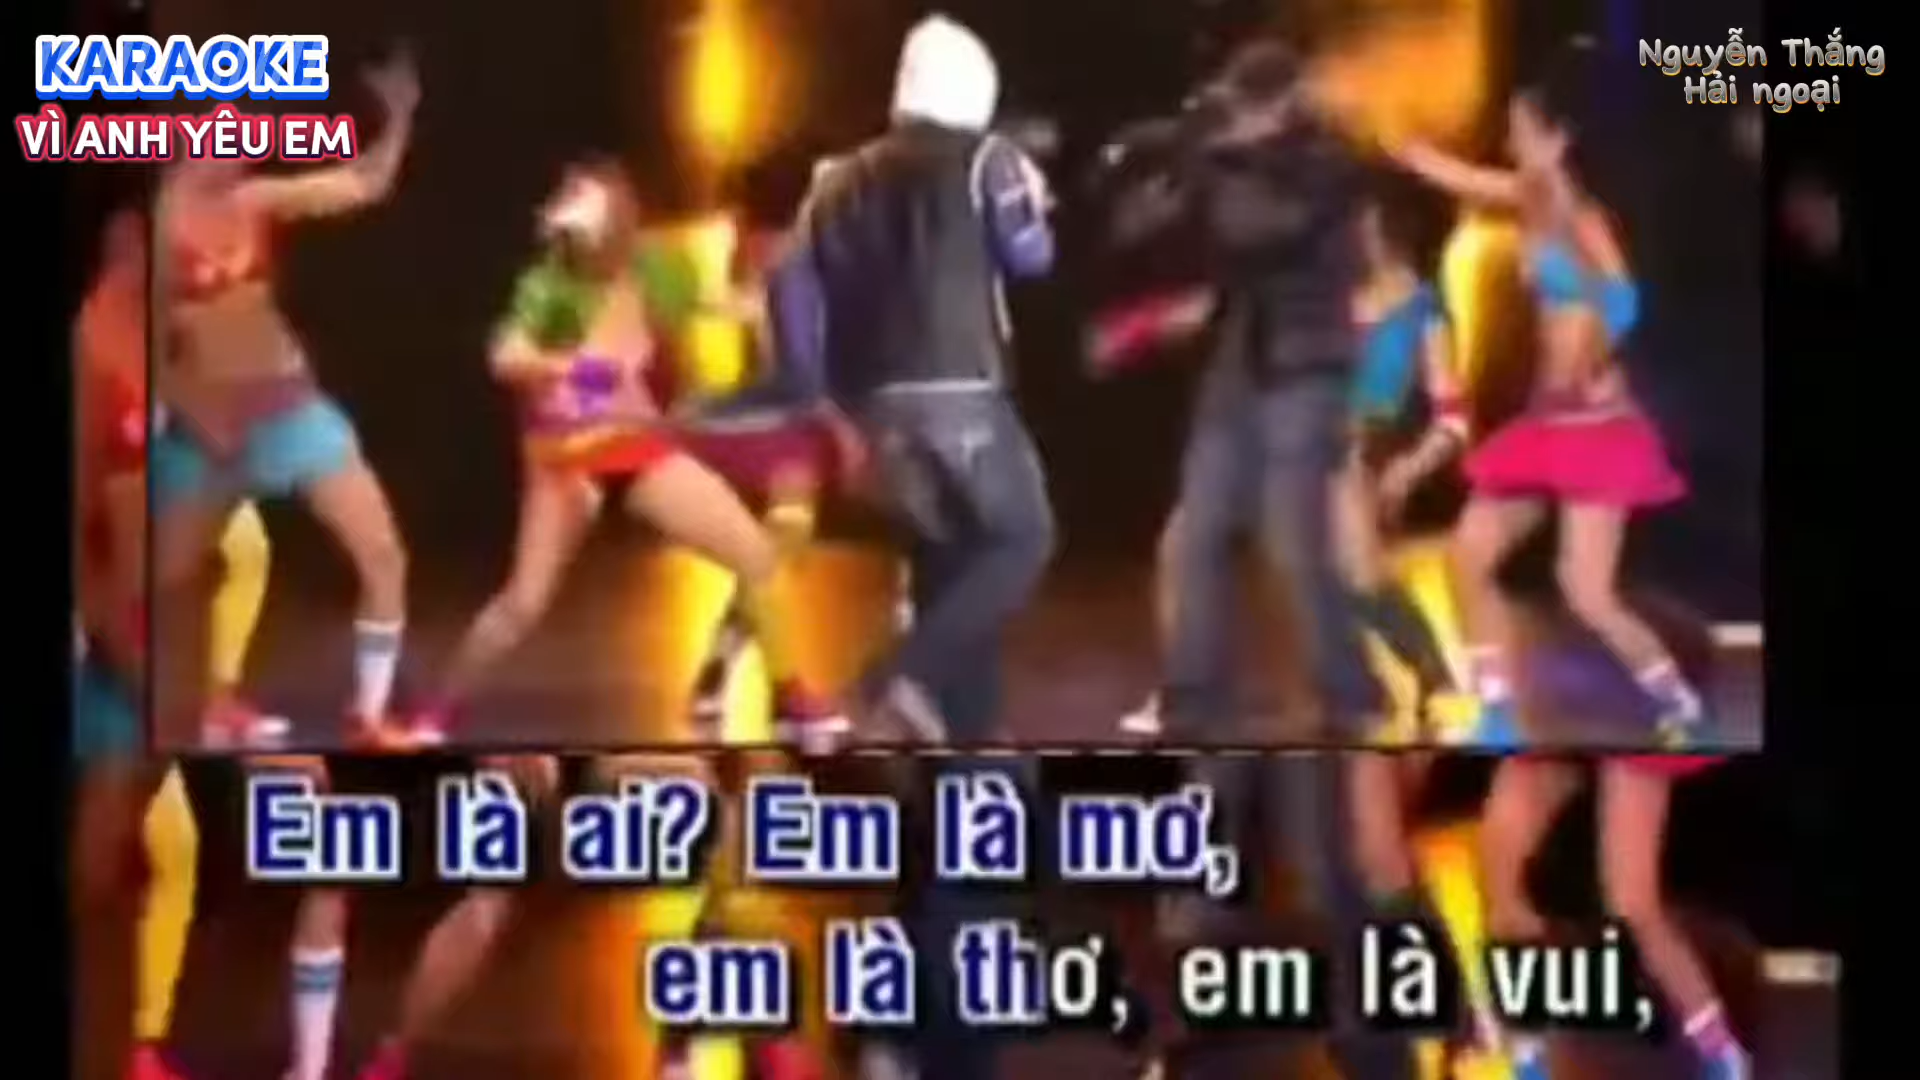 KARAOKE
VÌ ANH YÊU EM
Nguyễn Thắng
Hải ngoại
Em là ai? Em là mơ,
em là thơ, em là vui,